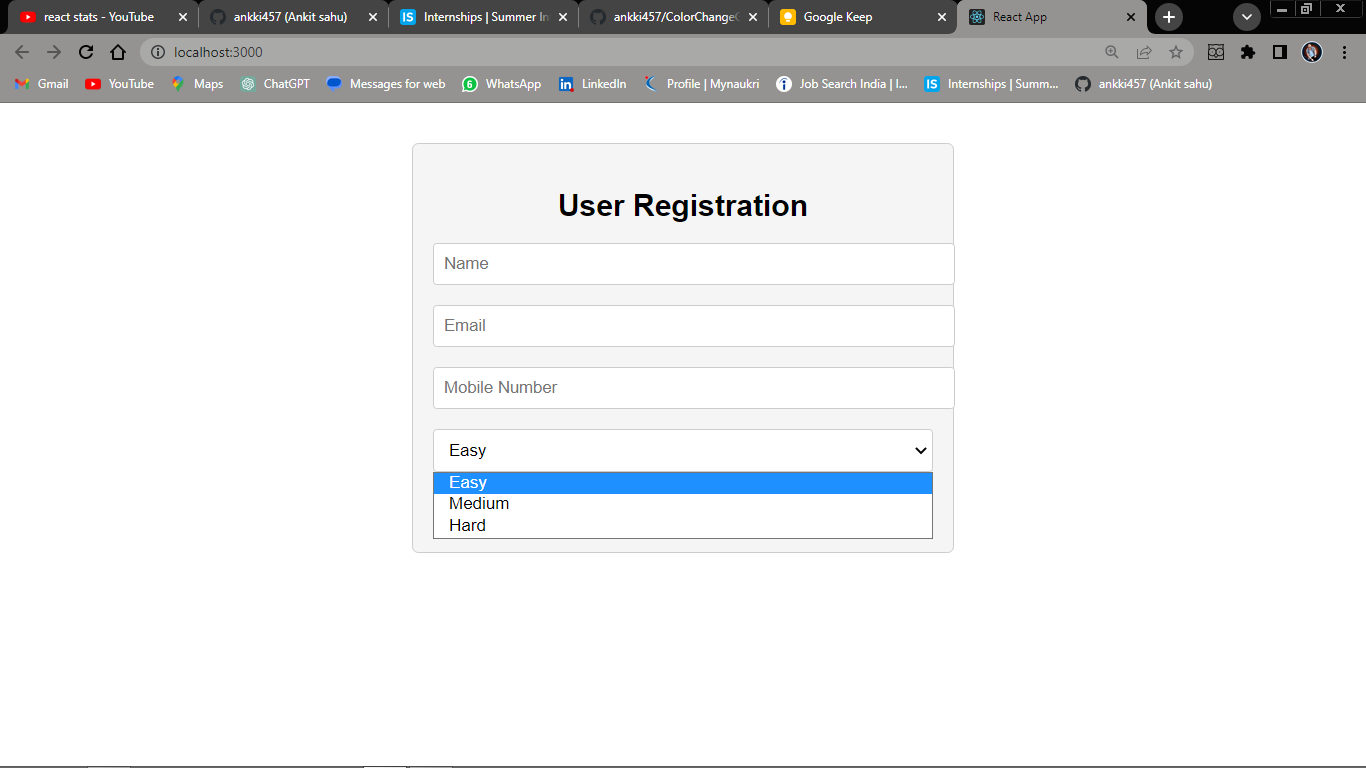 react stats - YouTube
ankki457 (Ankit sahu)
Internships | Summer In
ankki457/ColorChange
Google Keep
React App
localhost:3000
Gmail
YouTube
Maps
ChatGPT
Messages for web
6
WhatsApp
LinkedIn
Profile | Mynaukri
Job Search India | I...
IS
Internships | Summ...
ankki457 (Ankit sahu)
User Registration
Name
Email
Mobile Number
Easy
Easy
Medium
Hard